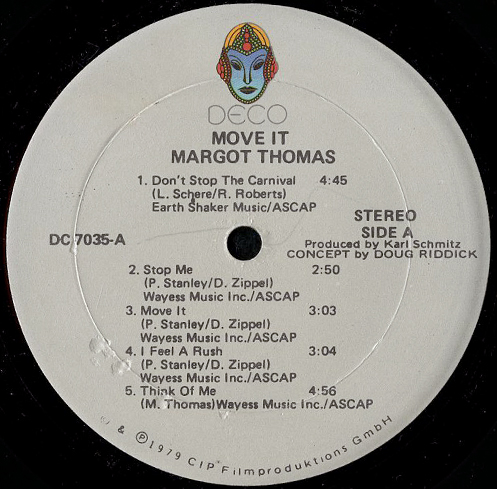 DECO
MOVE IT
MARGOT THOMAS
1. Don't Stop The Carnival 4:45
(L. Schere/R. Roberts)
Earth Shaker Music/ASCAP
STEREO
SIDE A
DC 7035-A
Produced by Karl Schmitz
CONCEPT by DOUG RIDDICK
2. Stop Me 2:50
(P. Stanley/D. Zippel)
Wayess Music Inc./ASCAP
3. Move It 3:03
(P. Stanley/D. Zippel)
Wayess Music Inc./ASCAP
4. I Feel A Rush 3:04
(P. Stanley/D. Zippel)
Wayess Music Inc./ASCAP
5. Think Of Me 4:56
(M. Thomas)Wayess Music Inc./ASCAP
& ℗1979 CIP Filmproduktions GmbH